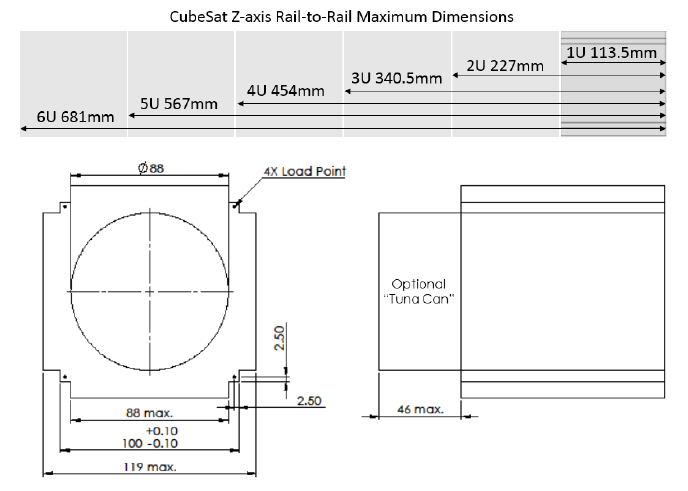 CubeSat Z-axis Rail-to-Rail Maximum Dimensions
1U 113.5mm
2U 227mm
3U 340.5mm
4U 454mm
5U 567mm
6U 681mm
Ø88
4X Load Point
Optional
“Tuna Can”
2.50
2.50
88 max.
46 max.
+0.10
100 -0.10
119 max.